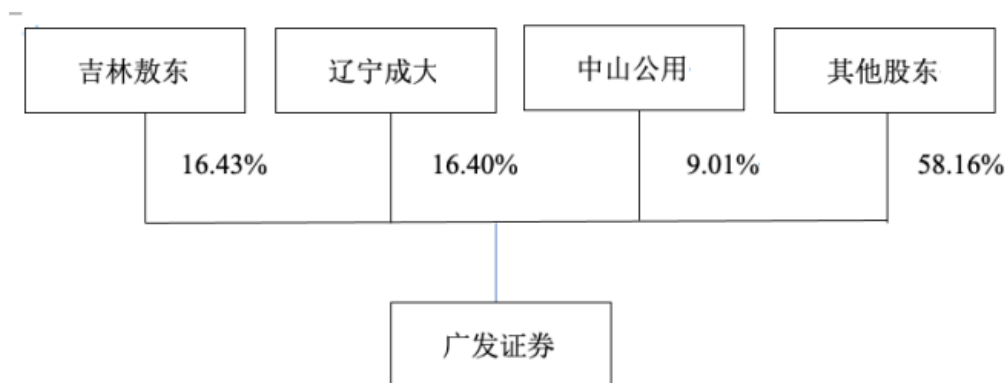 吉林敖东
辽宁成大
中山公用
其他股东
16.43%
16.40%
9.01%
58.16%
广发证券